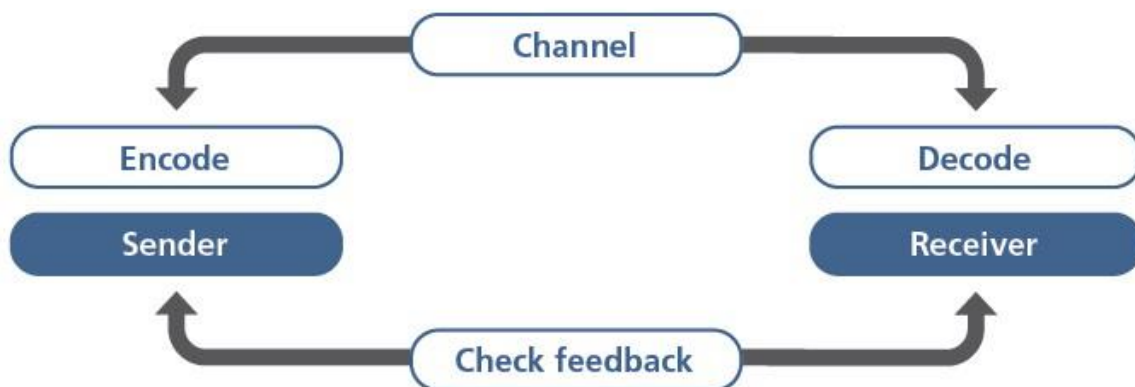 Channel
Encode
Decode
Sender
Receiver
Check feedback